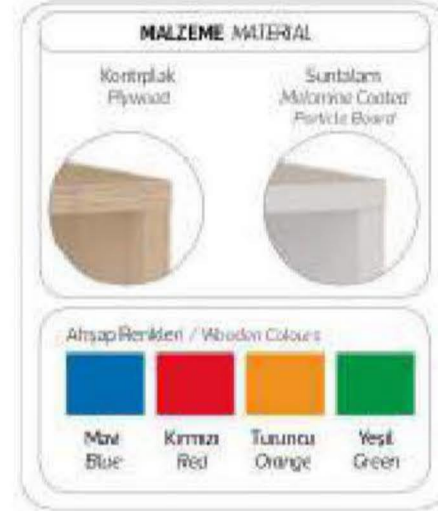 MALZEME MATERIAL
Kontrplak
Plywood
Suntalam
Melamine Coated
Particle Board
Ahşap Renkleri / Wooden Colours
Mavi
Blue
Kırmızı
Red
Turuncu
Orange
Yeşil
Green